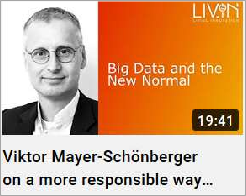 LIVIN
Big Data and the
New Normal
19:41
Viktor Mayer-Schönberger
on a more responsible way...